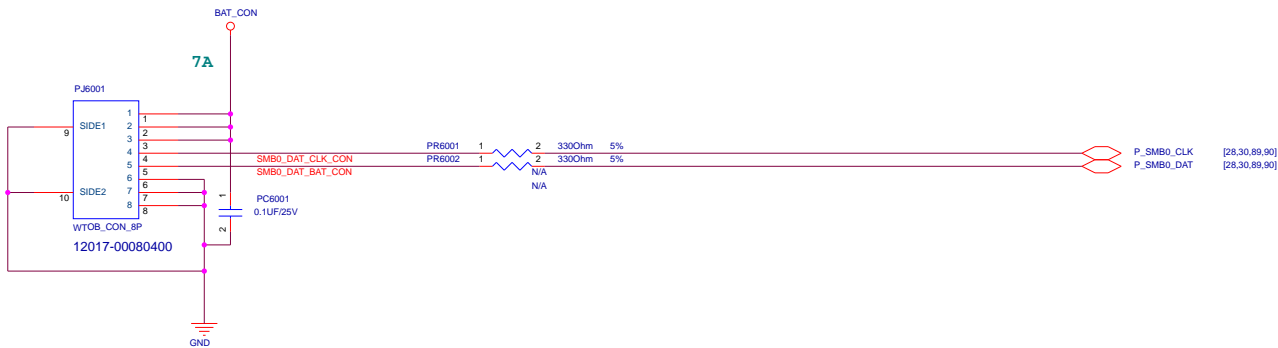 BAT_CON
7A
PJ6001
SIDE1
9
SIDE2
10
1
2
3
4
5
6
7
8
1
2
3
4
5
6
7
8
WTOB_CON_8P
12017-00080400
SMB0_DAT_CLK_CON
SMB0_DAT_BAT_CON
PR6001 1 2 330Ohm 5%
PR6002 1 2 330Ohm 5%
N/A
N/A
P_SMB0_CLK [28,30,89,90]
P_SMB0_DAT [28,30,89,90]
1
PC6001
0.1UF/25V
2
GND